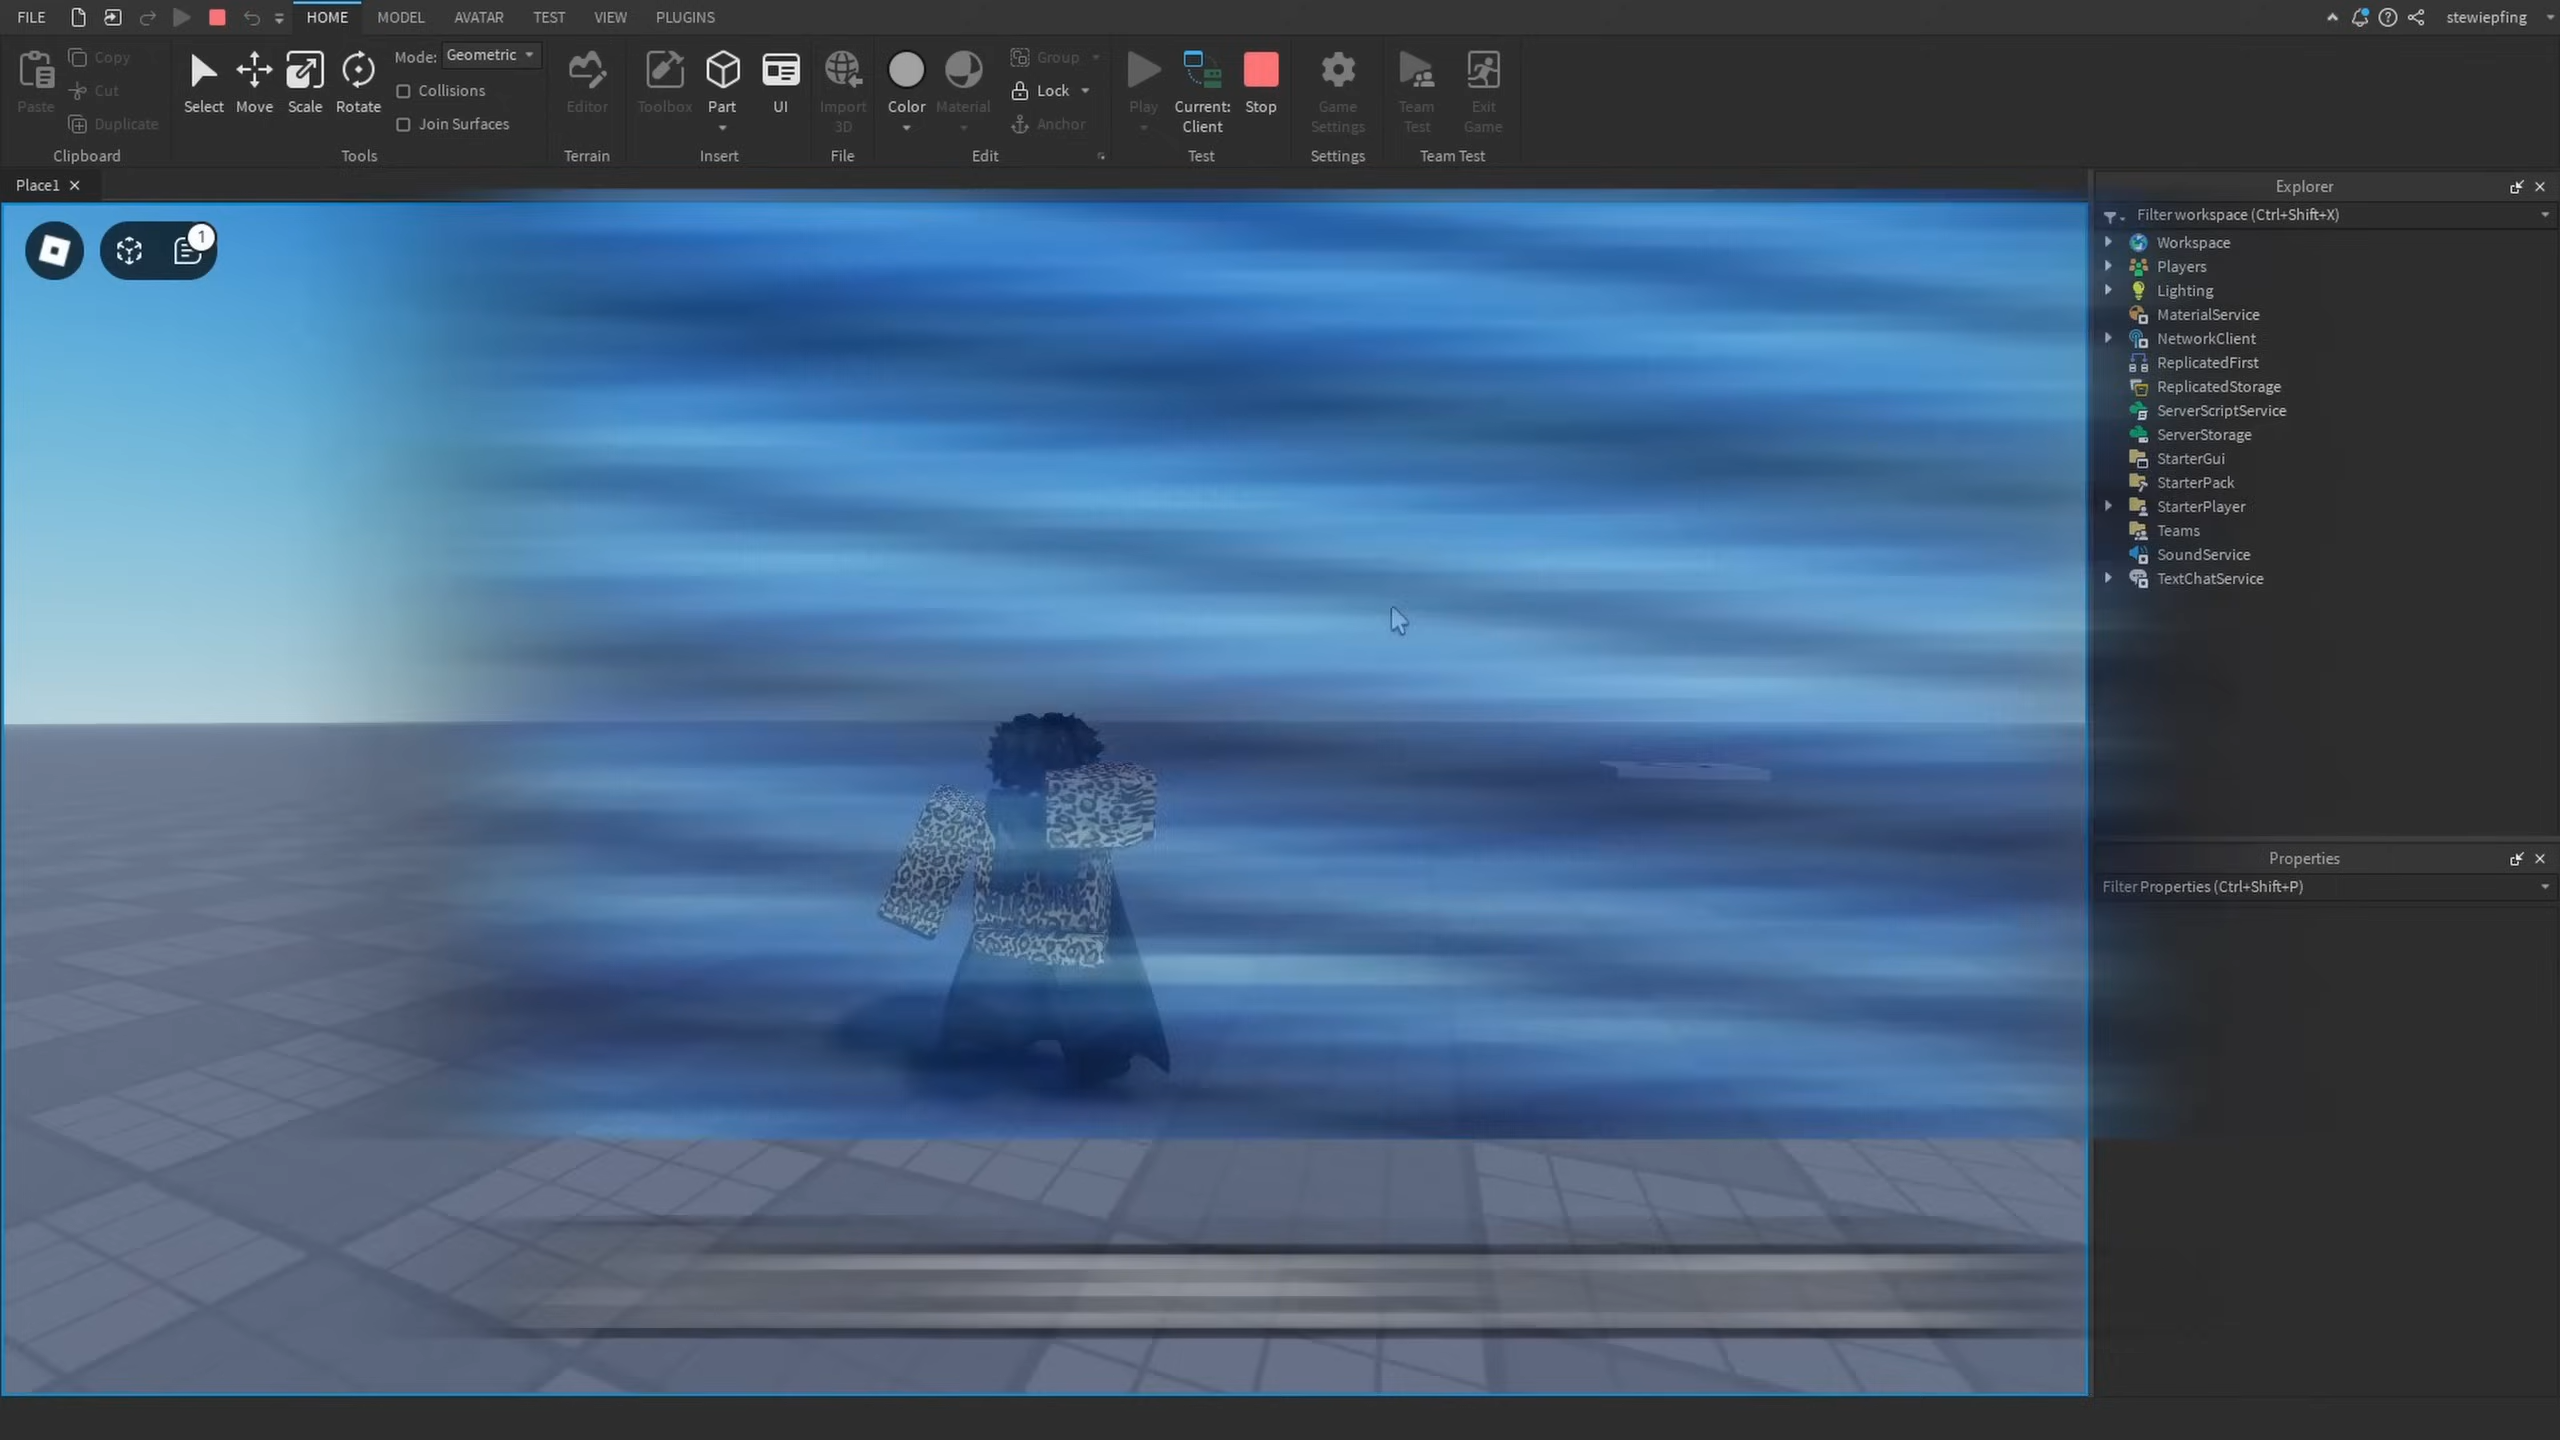 FILE HOME MODEL AVATAR TEST VIEW PLUGINS stewiepfing
Paste Copy Cut Duplicate
Clipboard
Select Move Scale Rotate
Mode: Geometric
Collisions
Join Surfaces
Tools
Editor
Terrain
Toolbox Part UI
Insert
Import 3D
File
Color Material
Group
Lock
Anchor
Edit
Play Current: Client Stop
Test
Game Settings
Settings
Team Test Exit Game
Team Test
Place1
1
Explorer
Filter workspace (Ctrl+Shift+X)
Workspace
Players
Lighting
MaterialService
NetworkClient
ReplicatedFirst
ReplicatedStorage
ServerScriptService
ServerStorage
StarterGui
StarterPack
StarterPlayer
Teams
SoundService
TextChatService
Properties
Filter Properties (Ctrl+Shift+P)